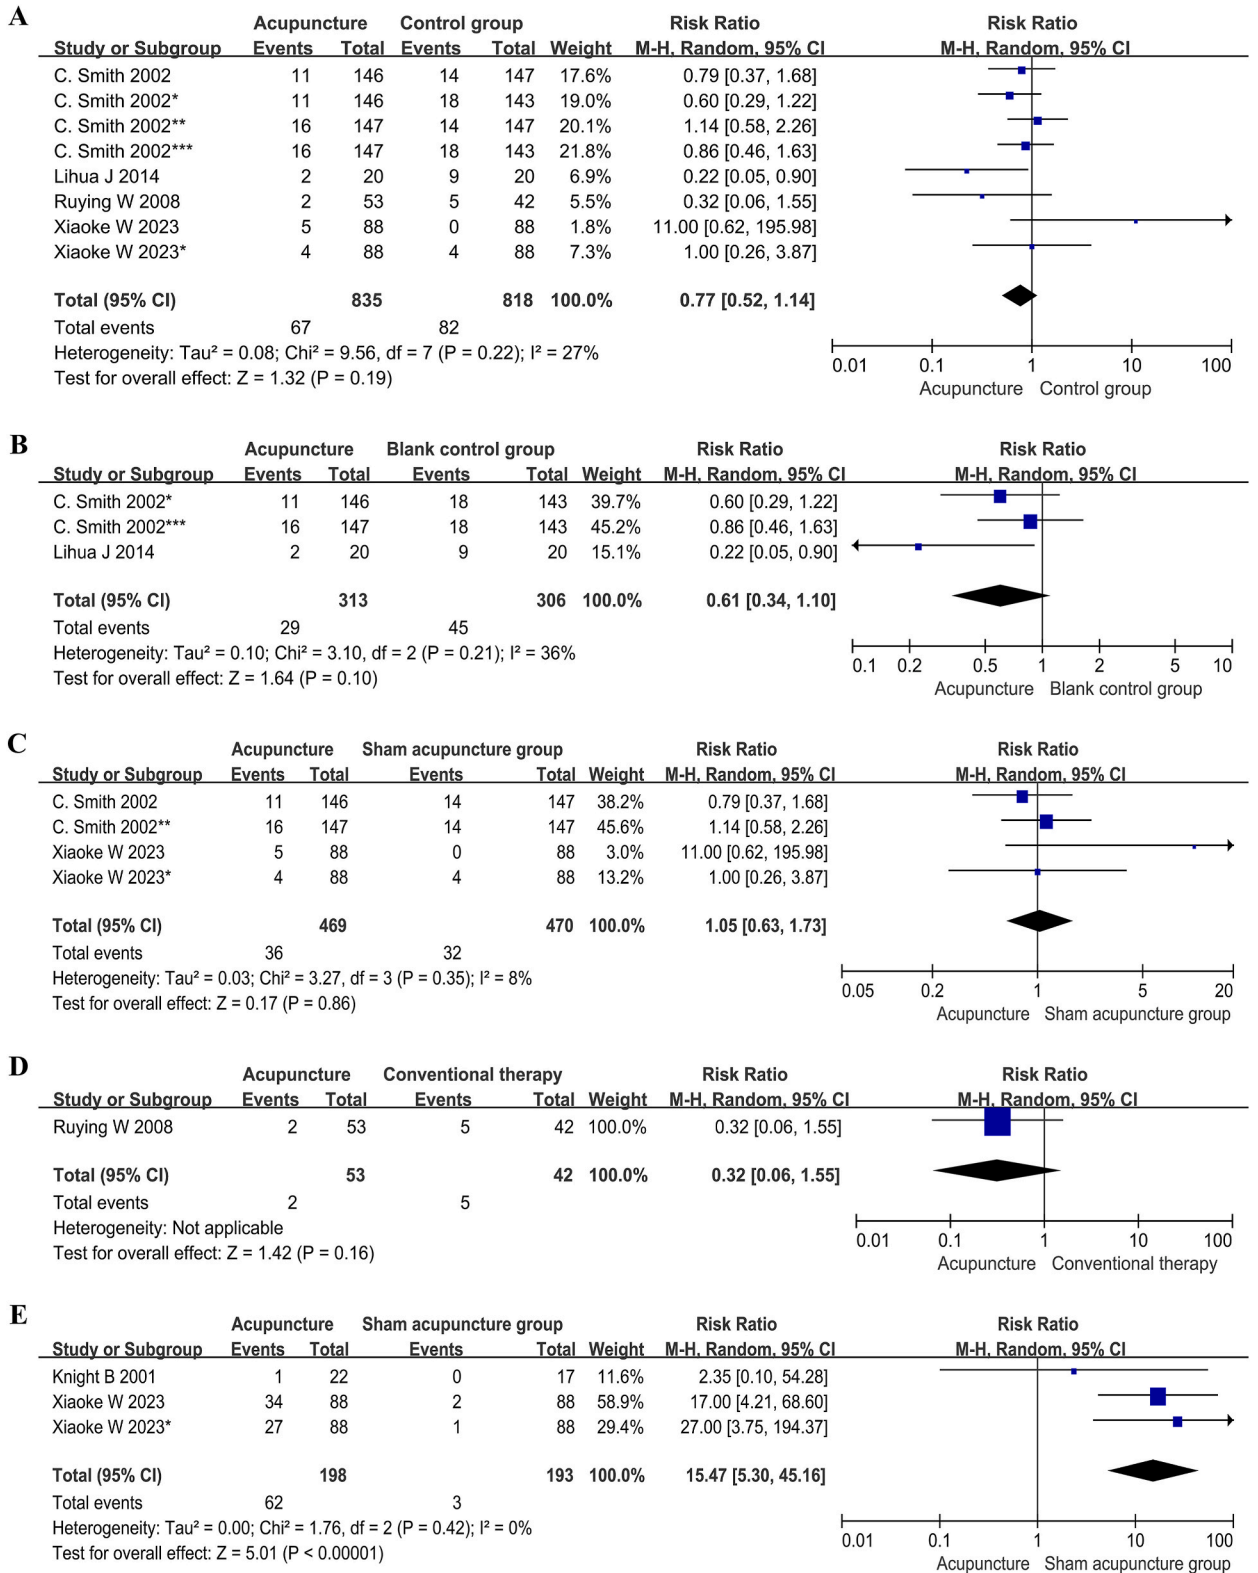 A
Acupuncture Control group Risk Ratio Risk Ratio
Study or Subgroup Events Total Events Total Weight M-H, Random, 95% CI M-H, Random, 95% CI
C. Smith 2002 11 146 14 147 17.6% 0.79 [0.37, 1.68]
C. Smith 2002* 11 146 18 143 19.0% 0.60 [0.29, 1.22]
C. Smith 2002** 16 147 14 147 20.1% 1.14 [0.58, 2.26]
C. Smith 2002*** 16 147 18 143 21.8% 0.86 [0.46, 1.63]
Lihua J 2014 2 20 9 20 6.9% 0.22 [0.05, 0.90]
Ruying W 2008 2 53 5 42 5.5% 0.32 [0.06, 1.55]
Xiaoke W 2023 5 88 0 88 1.8% 11.00 [0.62, 195.98]
Xiaoke W 2023* 4 88 4 88 7.3% 1.00 [0.26, 3.87]
Total (95% CI) 835 818 100.0% 0.77 [0.52, 1.14]
Total events 67 82
Heterogeneity: Tau² = 0.08; Chi² = 9.56, df = 7 (P = 0.22); I² = 27%
Test for overall effect: Z = 1.32 (P = 0.19)
0.01 0.1 1 10 100
Acupuncture Control group
B
Acupuncture Blank control group Risk Ratio Risk Ratio
Study or Subgroup Events Total Events Total Weight M-H, Random, 95% CI M-H, Random, 95% CI
C. Smith 2002* 11 146 18 143 39.7% 0.60 [0.29, 1.22]
C. Smith 2002*** 16 147 18 143 45.2% 0.86 [0.46, 1.63]
Lihua J 2014 2 20 9 20 15.1% 0.22 [0.05, 0.90]
Total (95% CI) 313 306 100.0% 0.61 [0.34, 1.10]
Total events 29 45
Heterogeneity: Tau² = 0.10; Chi² = 3.10, df = 2 (P = 0.21); I² = 36%
Test for overall effect: Z = 1.64 (P = 0.10)
0.1 0.2 0.5 1 2 5 10
Acupuncture Blank control group
C
Acupuncture Sham acupuncture group Risk Ratio Risk Ratio
Study or Subgroup Events Total Events Total Weight M-H, Random, 95% CI M-H, Random, 95% CI
C. Smith 2002 11 146 14 147 38.2% 0.79 [0.37, 1.68]
C. Smith 2002** 16 147 14 147 45.6% 1.14 [0.58, 2.26]
Xiaoke W 2023 5 88 0 88 3.0% 11.00 [0.62, 195.98]
Xiaoke W 2023* 4 88 4 88 13.2% 1.00 [0.26, 3.87]
Total (95% CI) 469 470 100.0% 1.05 [0.63, 1.73]
Total events 36 32
Heterogeneity: Tau² = 0.03; Chi² = 3.27, df = 3 (P = 0.35); I² = 8%
Test for overall effect: Z = 0.17 (P = 0.86)
0.05 0.2 1 5 20
Acupuncture Sham acupuncture group
D
Acupuncture Conventional therapy Risk Ratio Risk Ratio
Study or Subgroup Events Total Events Total Weight M-H, Random, 95% CI M-H, Random, 95% CI
Ruying W 2008 2 53 5 42 100.0% 0.32 [0.06, 1.55]
Total (95% CI) 53 42 100.0% 0.32 [0.06, 1.55]
Total events 2 5
Heterogeneity: Not applicable
Test for overall effect: Z = 1.42 (P = 0.16)
0.01 0.1 1 10 100
Acupuncture Conventional therapy
E
Acupuncture Sham acupuncture group Risk Ratio Risk Ratio
Study or Subgroup Events Total Events Total Weight M-H, Random, 95% CI M-H, Random, 95% CI
Knight B 2001 1 22 0 17 11.6% 2.35 [0.10, 54.28]
Xiaoke W 2023 34 88 2 88 58.9% 17.00 [4.21, 68.60]
Xiaoke W 2023* 27 88 1 88 29.4% 27.00 [3.75, 194.37]
Total (95% CI) 198 193 100.0% 15.47 [5.30, 45.16]
Total events 62 3
Heterogeneity: Tau² = 0.00; Chi² = 1.76, df = 2 (P = 0.42); I² = 0%
Test for overall effect: Z = 5.01 (P < 0.00001)
0.01 0.1 1 10 100
Acupuncture Sham acupuncture group